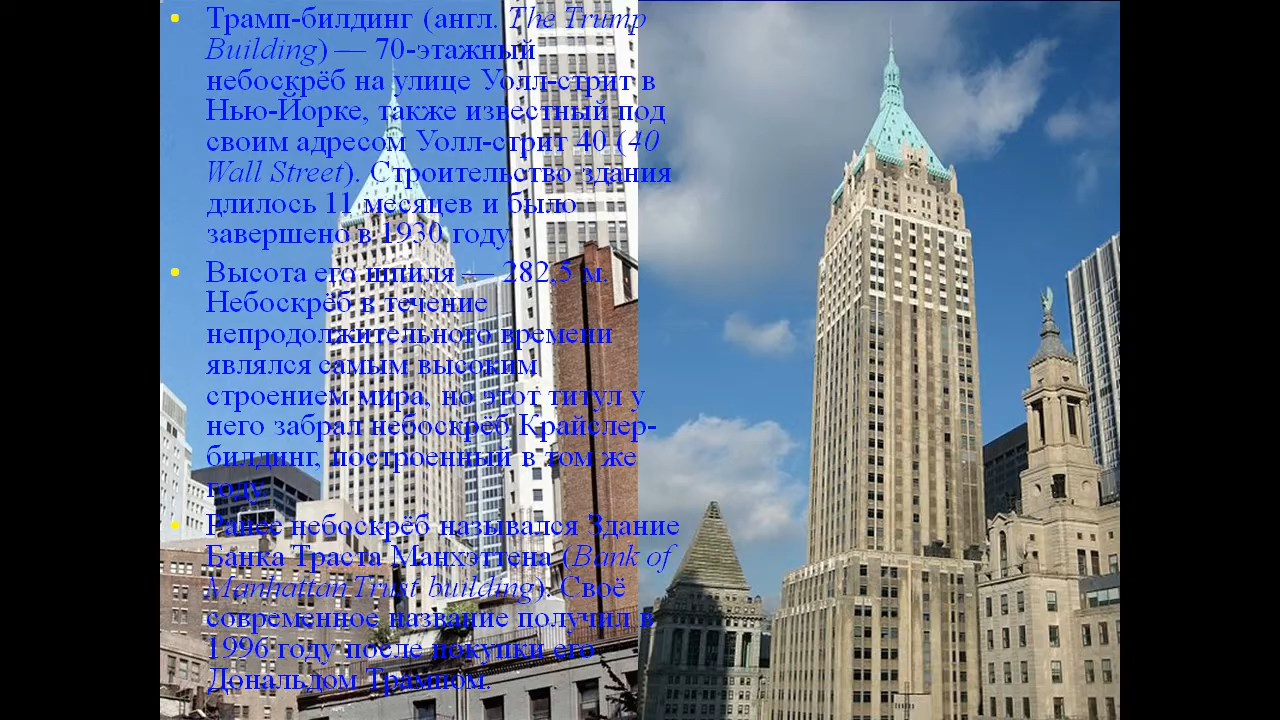 Трамп-билдинг (англ. The Trump
Building) — 70-этажный
небоскрёб на улице Уолл-стрит в
Нью-Йорке, также известный под
своим адресом Уолл-стрит 40 (40
Wall Street). Строительство здания
длилось 11 месяцев и было
завершено в 1930 году.
Высота его шпиля — 282,5 м.
Небоскрёб в течение
непродолжительного времени
являлся самым высоким
строением мира, но этот титул у
него забрал небоскрёб Крайслер-
билдинг, построенный в том же
году.
Ранее небоскрёб назывался Здание
Банка Траста Манхэттена (Bank of
Manhattan Trust building). Своё
современное название получил в
1996 году после покупки его
Дональдом Трампом.